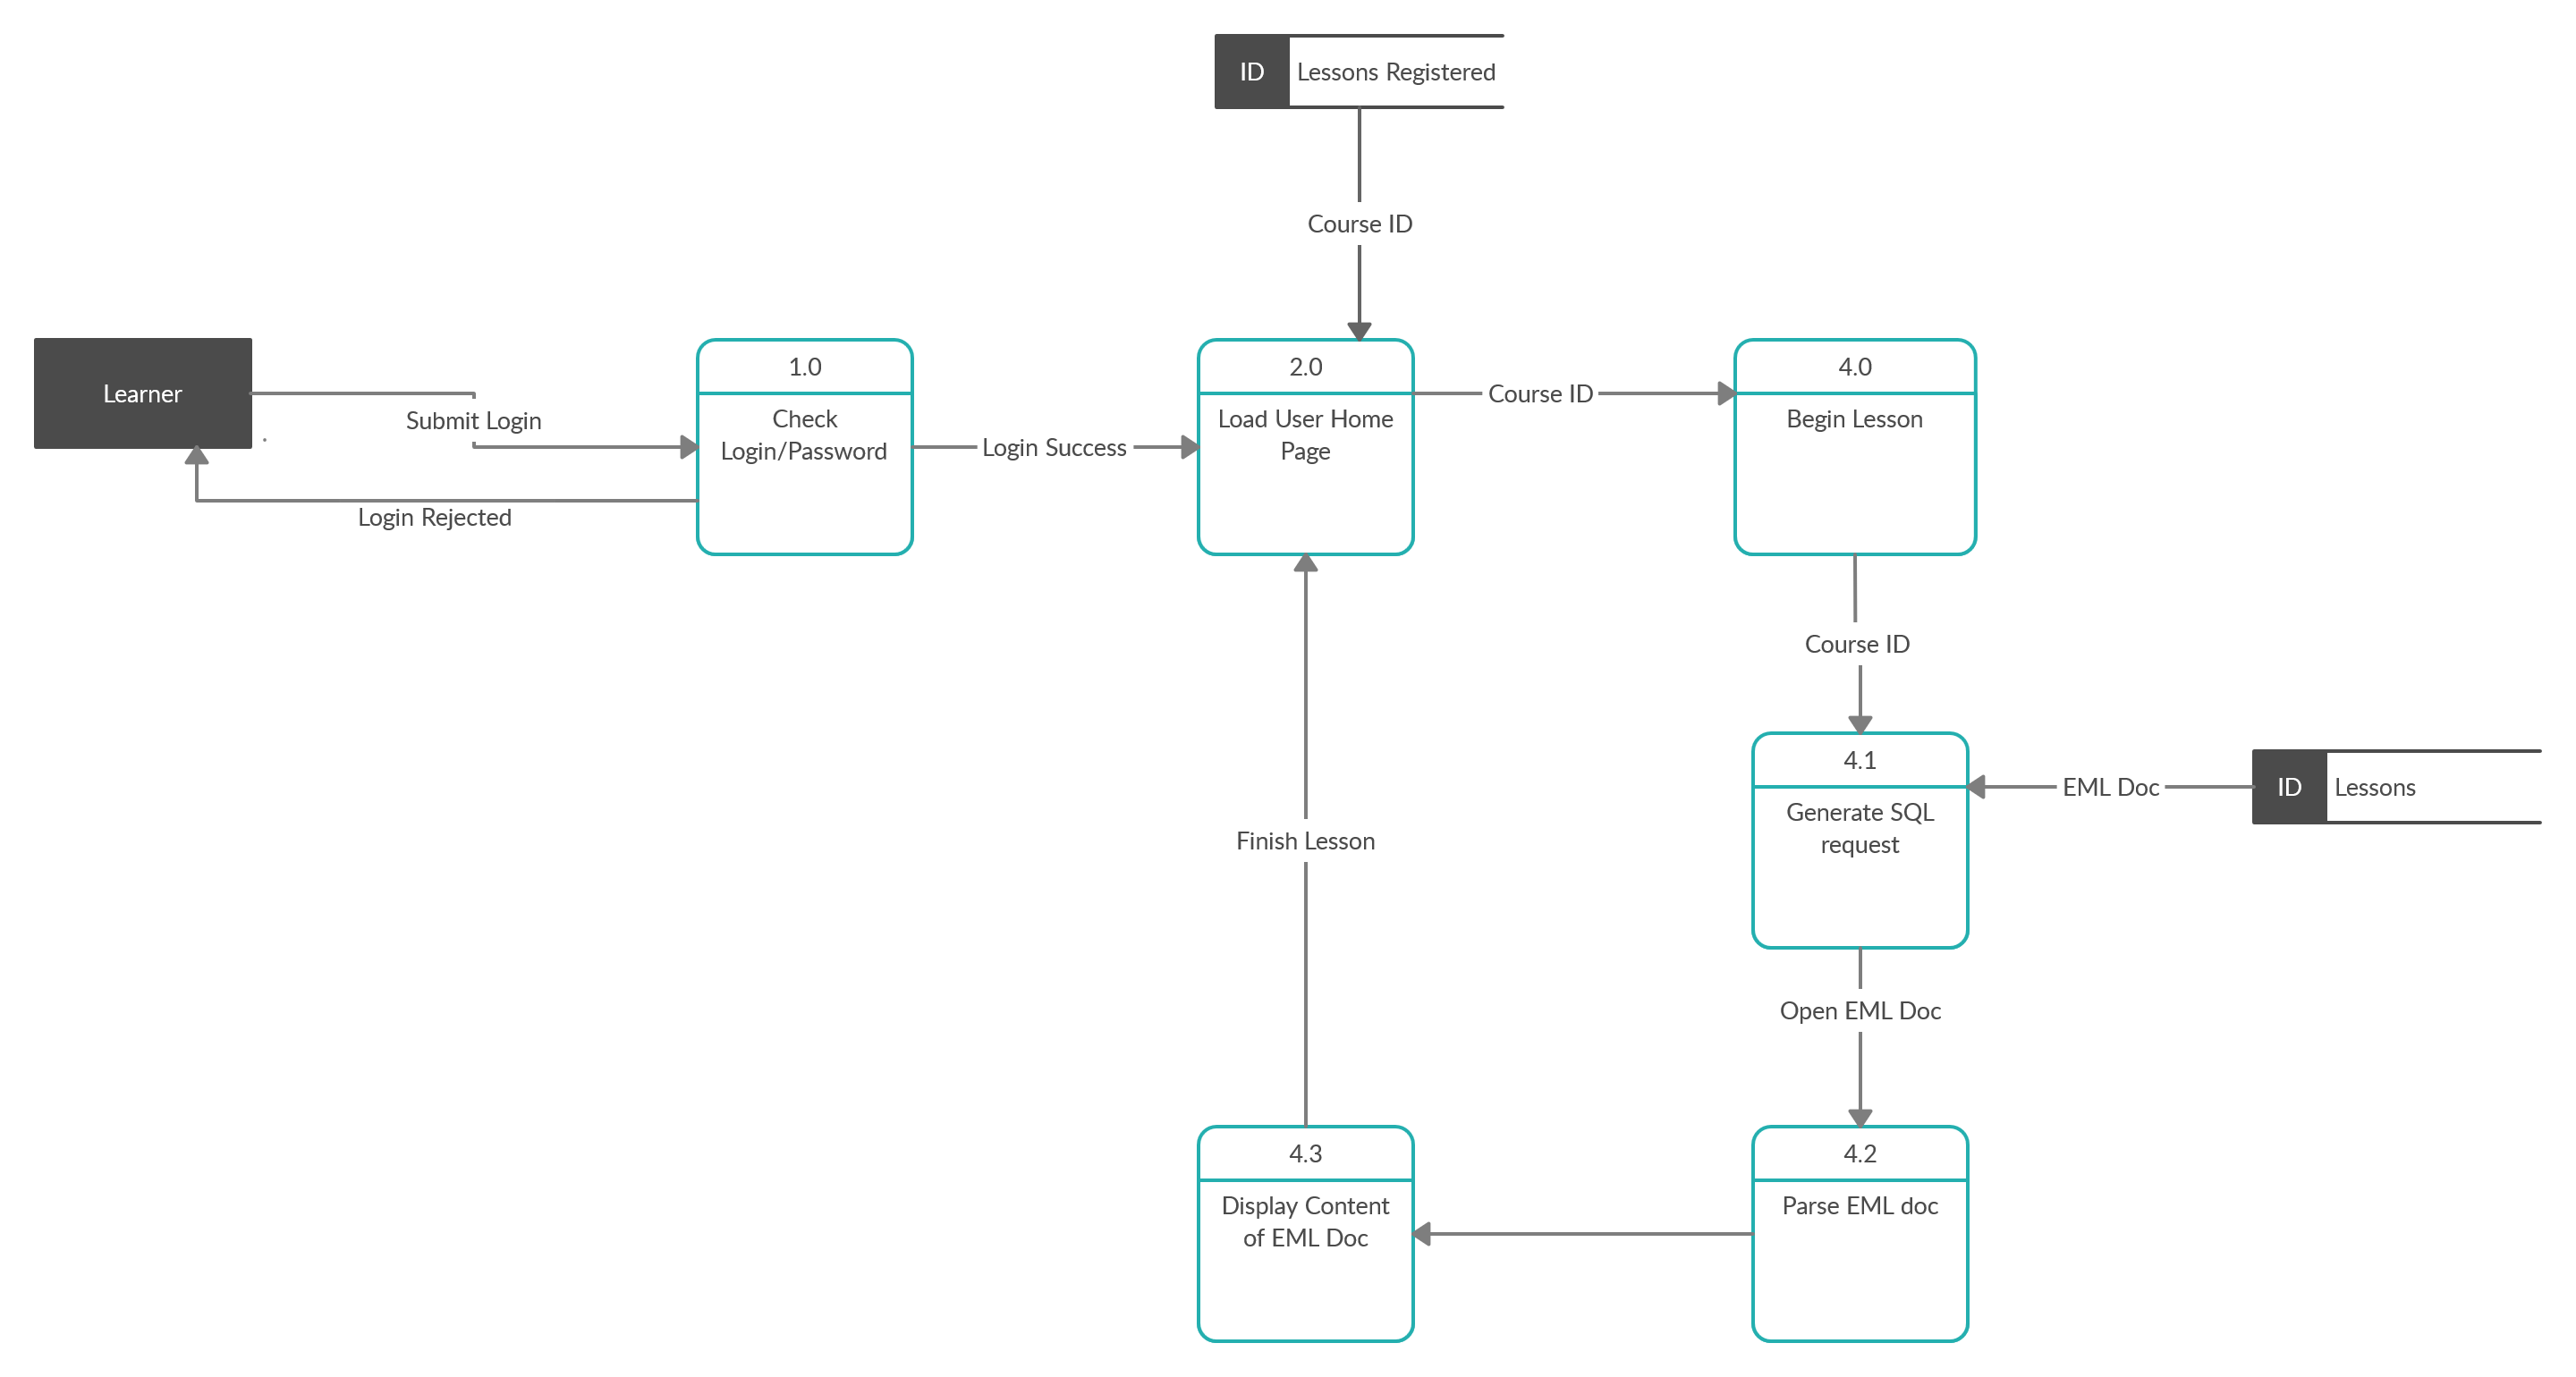 ID
Lessons Registered
Course ID
Learner
Submit Login
Login Rejected
1.0
Check
Login/Password
Login Success
2.0
Load User Home
Page
Course ID
4.0
Begin Lesson
Course ID
4.1
Generate SQL
request
EML Doc
ID
Lessons
Finish Lesson
Open EML Doc
4.3
Display Content
of EML Doc
4.2
Parse EML doc